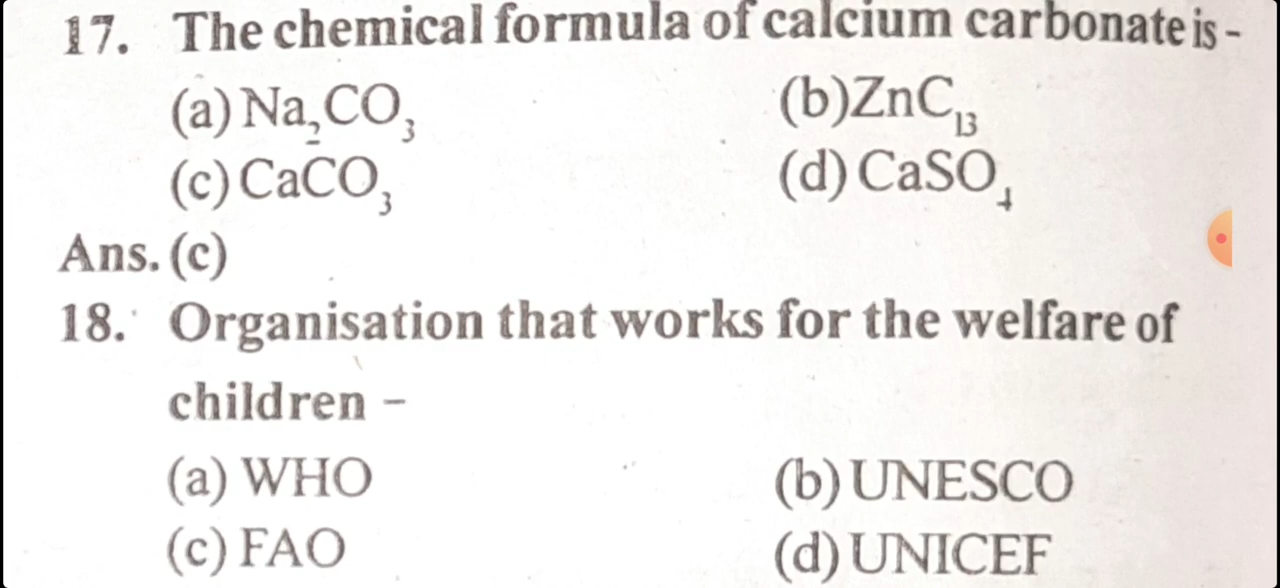 17. The chemical formula of calcium carbonate is -
(a) Na₂CO₃ (b) ZnC₁₃
(c) CaCO₃ (d) CaSO₄
Ans. (c)
18. Organisation that works for the welfare of
children –
(a) WHO (b) UNESCO
(c) FAO (d) UNICEF